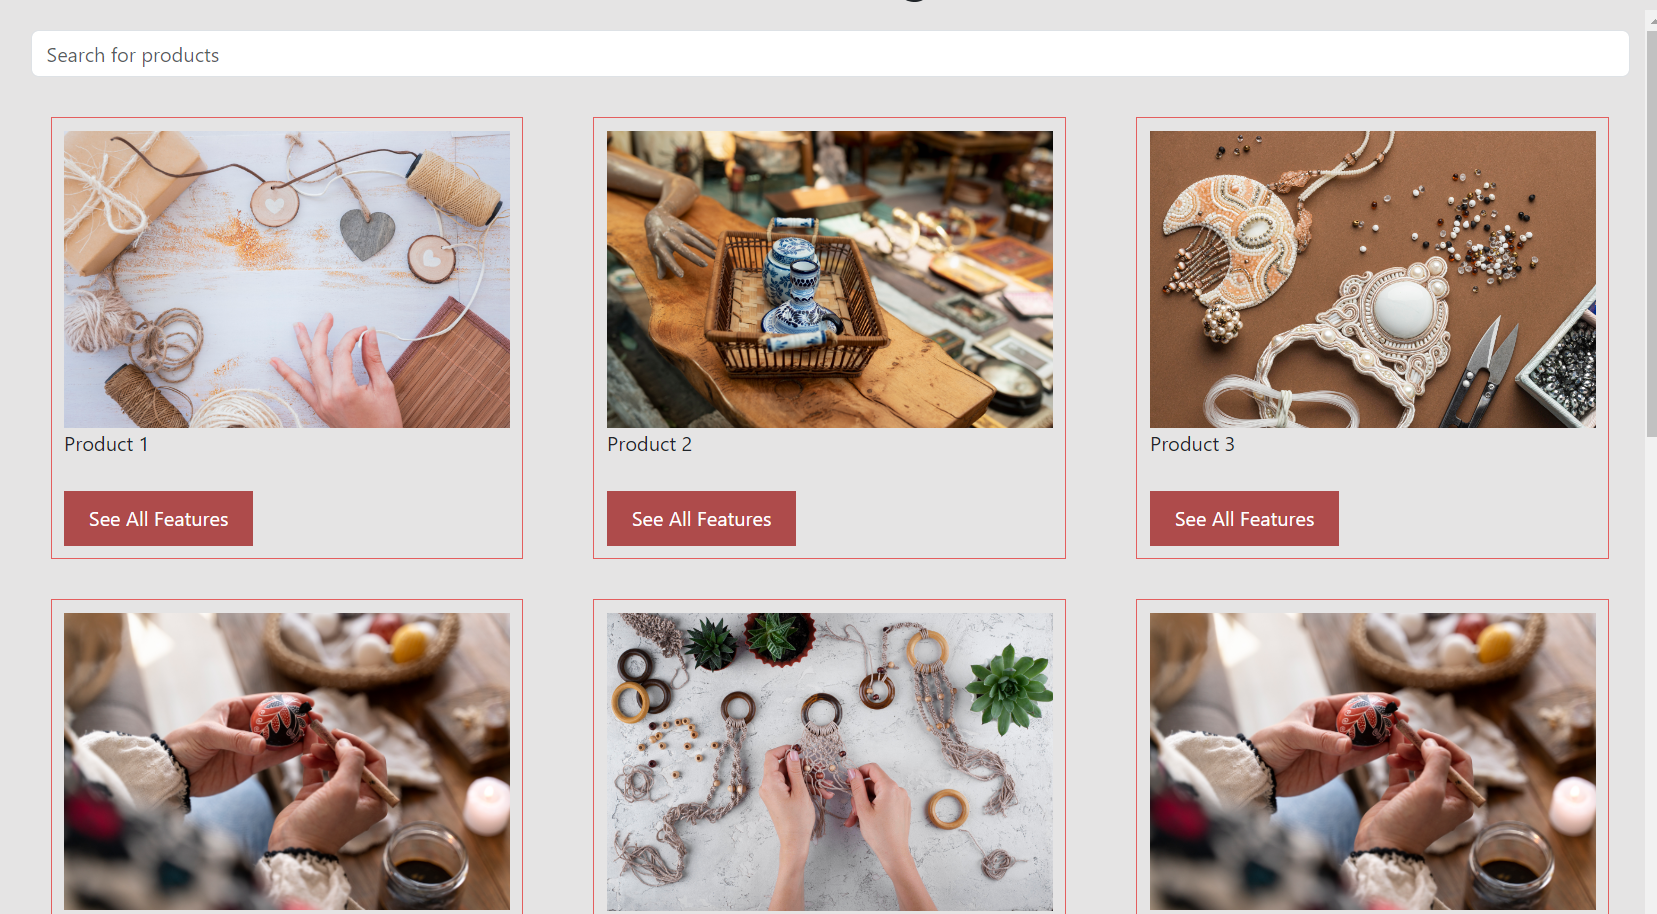 Search for products
Product 1
Product 2
Product 3
See All Features
See All Features
See All Features